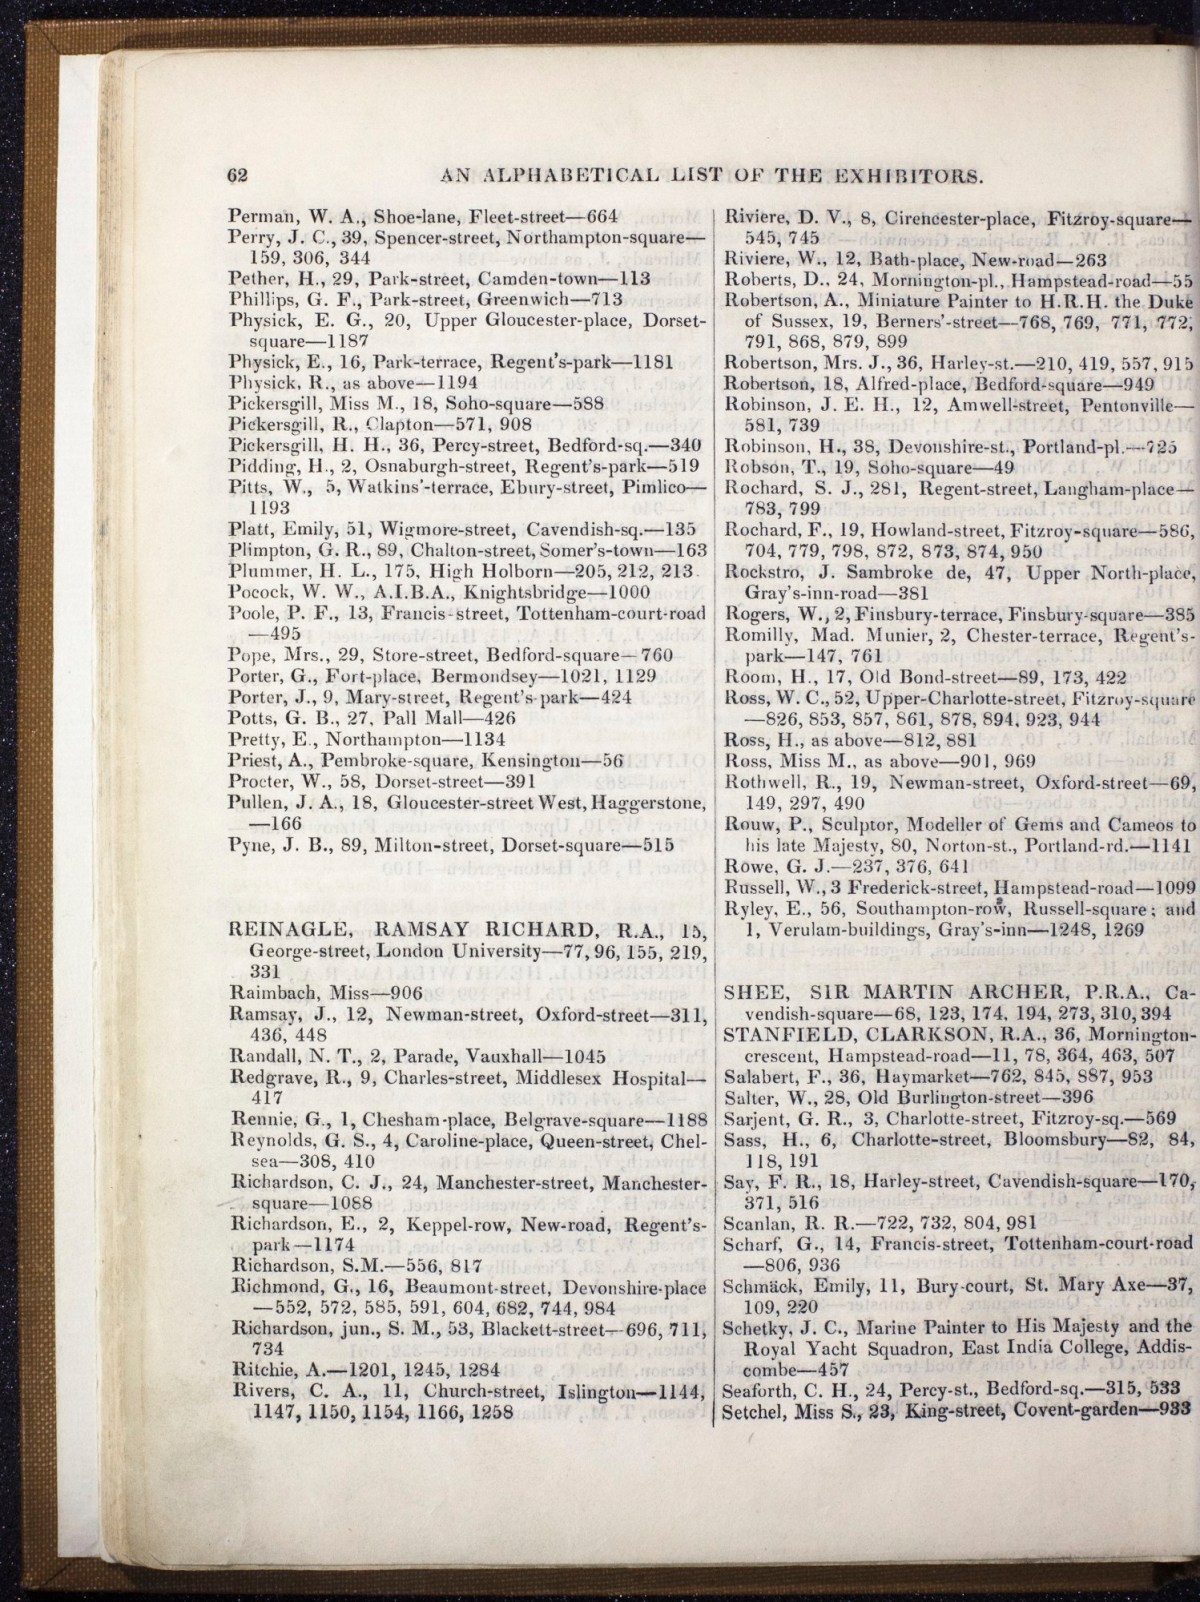 62
AN ALPHABETICAL LIST OF THE EXHIBITORS.
Perman, W. A., Shoe-lane, Fleet-street—664
Perry, J. C., 39, Spencer-street, Northampton-square—
159, 306, 344
Pether, H., 29, Park-street, Camden-town—113
Phillips, G. F., Park-street, Greenwich—713
Physick, E. G., 20, Upper Gloucester-place, Dorset-
square—1187
Physick, E., 16, Park-terrace, Regent's-park—1181
Physick, R., as above—1194
Pickersgill, Miss M., 18, Soho-square—588
Pickersgill, R., Clapton—571, 908
Pickersgill, H. H., 36, Percy-street, Bedford-sq.—340
Pidding, H., 2, Osnaburgh-street, Regent's-park—519
Pitts, W., 5, Watkins'-terrace, Ebury-street, Pimlico—
1193
Platt, Emily, 51, Wigmore-street, Cavendish-sq.—135
Plimpton, G. R., 89, Chalton-street, Somer's-town—163
Plummer, H. L., 175, High Holborn—205, 212, 213
Pocock, W. W., A.I.B.A., Knightsbridge—1000
Poole, P. F., 13, Francis-street, Tottenham-court-road
—495
Pope, Mrs., 29, Store-street, Bedford-square—760
Porter, G., Fort-place, Bermondsey—1021, 1129
Porter, J., 9, Mary-street, Regent's-park—424
Potts, G. B., 27, Pall Mall—426
Pretty, E., Northampton—1134
Priest, A., Pembroke-square, Kensington—56
Procter, W., 58, Dorset-street—391
Pullen, J. A., 18, Gloucester-street West, Haggerstone,
—166
Pyne, J. B., 89, Milton-street, Dorset-square—515
REINAGLE, RAMSAY RICHARD, R.A., 15,
George-street, London University—77, 96, 155, 219,
331
Raimbach, Miss—906
Ramsay, J., 12, Newman-street, Oxford-street—311,
436, 448
Randall, N. T., 2, Parade, Vauxhall—1045
Redgrave, R., 9, Charles-street, Middlesex Hospital—
417
Rennie, G., 1, Chesham-place, Belgrave-square—1188
Reynolds, G. S., 4, Caroline-place, Queen-street, Chel-
sea—308, 410
Richardson, C. J., 24, Manchester-street, Manchester-
square—1088
Richardson, E., 2, Keppel-row, New-road, Regent's-
park—1174
Richardson, S.M.—556, 817
Richmond, G., 16, Beaumont-street, Devonshire-place
—552, 572, 585, 591, 604, 682, 744, 984
Richardson, jun., S. M., 53, Blackett-street—696, 711,
734
Ritchie, A.—1201, 1245, 1284
Rivers, C. A., 11, Church-street, Islington—1144,
1147, 1150, 1154, 1166, 1258
Riviere, D. V., 8, Cirencester-place, Fitzroy-square—
545, 745
Riviere, W., 12, Bath-place, New-road—263
Roberts, D., 24, Mornington-pl., Hampstead-road—55
Robertson, A., Miniature Painter to H.R.H. the Duke
of Sussex, 19, Berners'-street—768, 769, 771, 772,
791, 868, 879, 899
Robertson, Mrs. J., 36, Harley-st.—210, 419, 557, 915
Robertson, 18, Alfred-place, Bedford-square—949
Robinson, J. E. H., 12, Amwell-street, Pentonville—
581, 739
Robinson, H., 38, Devonshire-st., Portland-pl.—725
Robson, T., 19, Soho-square—49
Rochard, S. J., 281, Regent-street, Langham-place—
783, 799
Rochard, F., 19, Howland-street, Fitzroy-square—586,
704, 779, 798, 872, 873, 874, 950
Rockstro, J. Sambroke de, 47, Upper North-place,
Gray's-inn-road—381
Rogers, W., 2, Finsbury-terrace, Finsbury-square—385
Romilly, Mad. Munier, 2, Chester-terrace, Regent's-
park—147, 761
Room, H., 17, Old Bond-street—89, 173, 422
Ross, W. C., 52, Upper-Charlotte-street, Fitzroy-square
—826, 853, 857, 861, 878, 894, 923, 944
Ross, H., as above—812, 881
Ross, Miss M., as above—901, 969
Rothwell, R., 19, Newman-street, Oxford-street—69,
149, 297, 490
Rouw, P., Sculptor, Modeller of Gems and Cameos to
his late Majesty, 80, Norton-st., Portland-rd.—1141
Rowe, G. J.—237, 376, 641
Russell, W., 3 Frederick-street, Hampstead-road—1099
Ryley, E., 56, Southampton-row, Russell-square; and
1, Verulam-buildings, Gray's-inn—1248, 1269
SHEE, SIR MARTIN ARCHER, P.R.A., Ca-
vendish-square—68, 123, 174, 194, 273, 310, 394
STANFIELD, CLARKSON, R.A., 36, Mornington-
crescent, Hampstead-road—11, 78, 364, 463, 507
Salabert, F., 36, Haymarket—762, 845, 887, 953
Salter, W., 28, Old Burlington-street—396
Sarjent, G. R., 3, Charlotte-street, Fitzroy-sq.—569
Sass, H., 6, Charlotte-street, Bloomsbury—82, 84,
118, 191
Say, F. R., 18, Harley-street, Cavendish-square—170,
371, 516
Scanlan, R. R.—722, 732, 804, 981
Scharf, G., 14, Francis-street, Tottenham-court-road
—806, 936
Schmäck, Emily, 11, Bury-court, St. Mary Axe—37,
109, 220
Schetky, J. C., Marine Painter to His Majesty and the
Royal Yacht Squadron, East India College, Addis-
combe—457
Seaforth, C. H., 24, Percy-st., Bedford-sq.—315, 533
Setchel, Miss S., 23, King-street, Covent-garden—933